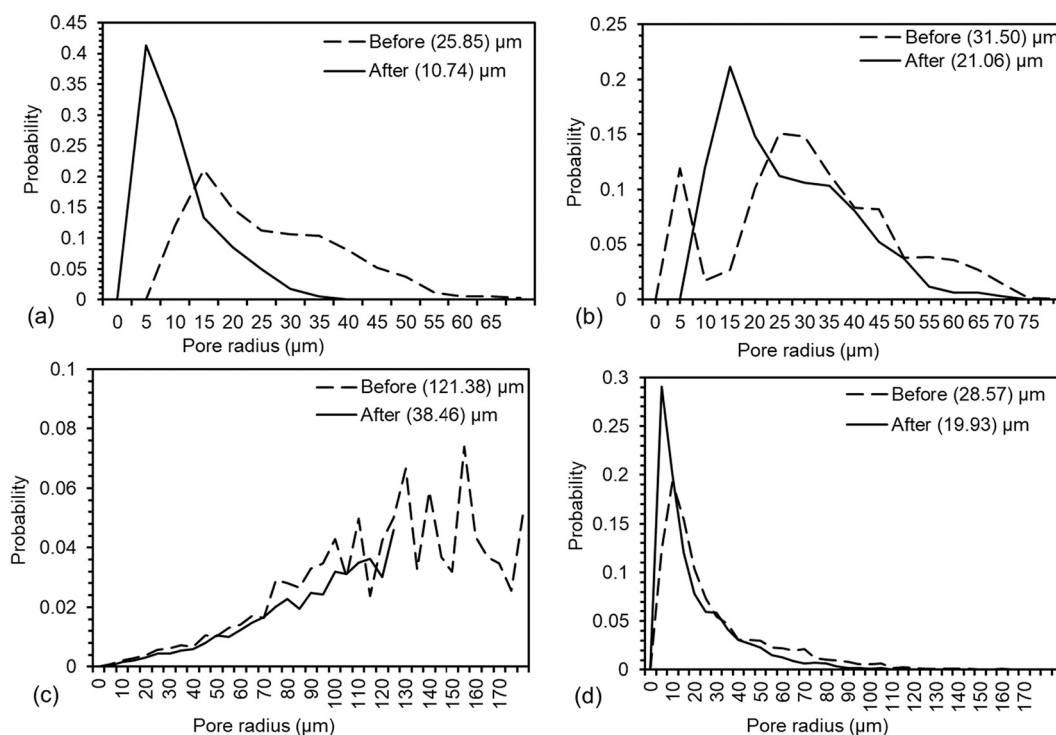 0.45
0.4
0.35
0.3
0.25
0.2
0.15
0.1
0.05
0
Probability
Before (25.85) µm
After (10.74) µm
0 5 10 15 20 25 30 35 40 45 50 55 60 65
(a)
Pore radius (µm)
0.25
0.20
0.15
0.10
0.05
0
Probability
Before (31.50) µm
After (21.06) µm
0 5 10 15 20 25 30 35 40 45 50 55 60 65 70 75
(b)
Pore radius (µm)
0.1
0.08
0.06
0.04
0.02
0
Probability
Before (121.38) µm
After (38.46) µm
0 10 20 30 40 50 60 70 80 90 100 110 120 130 140 150 160 170
(c)
Pore radius (µm)
0.3
0.25
0.2
0.15
0.1
0.05
0
Probability
Before (28.57) µm
After (19.93) µm
0 10 20 30 40 50 60 70 80 90 100 110 120 130 140 150 160 170
(d)
Pore radius (µm)